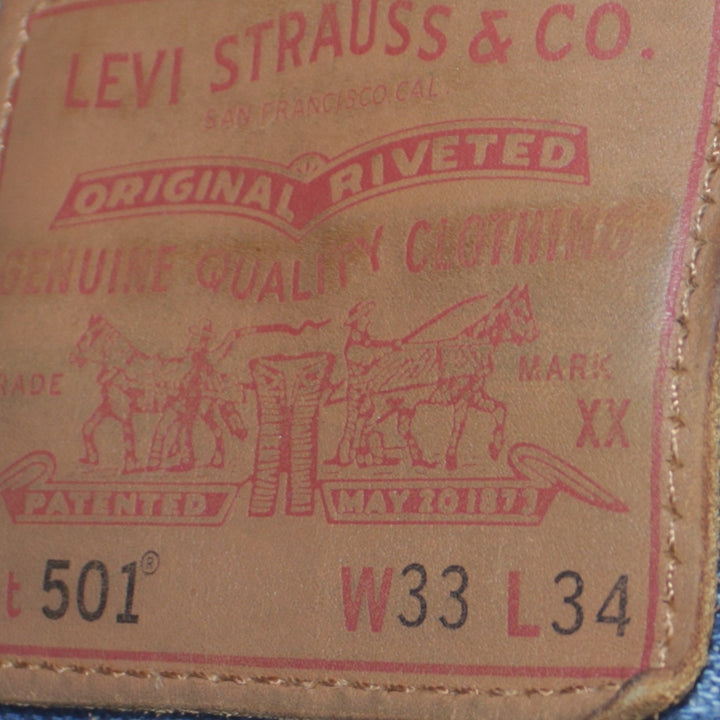 LEVI STRAUSS & CO.
SAN FRANCISCO CAL.
ORIGINAL RIVETED
GENUINE QUALITY CLOTHING
RADE MARK
XX
PATENTED MAY 20 1873
t 501® W33 L34